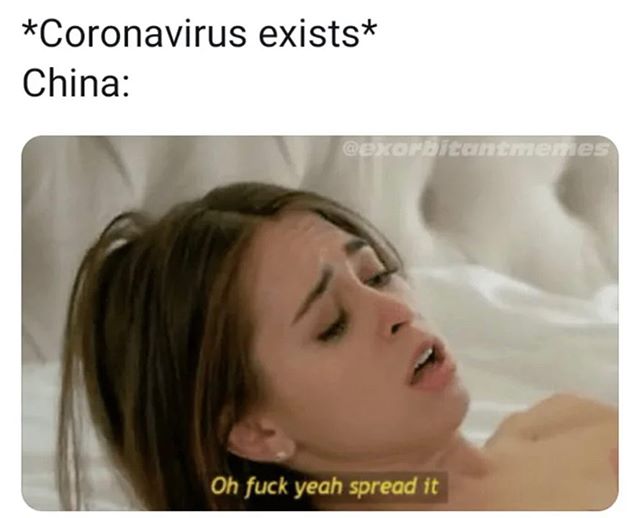 *Coronavirus exists*
China:
@exorbitantmemes
Oh fuck yeah spread it